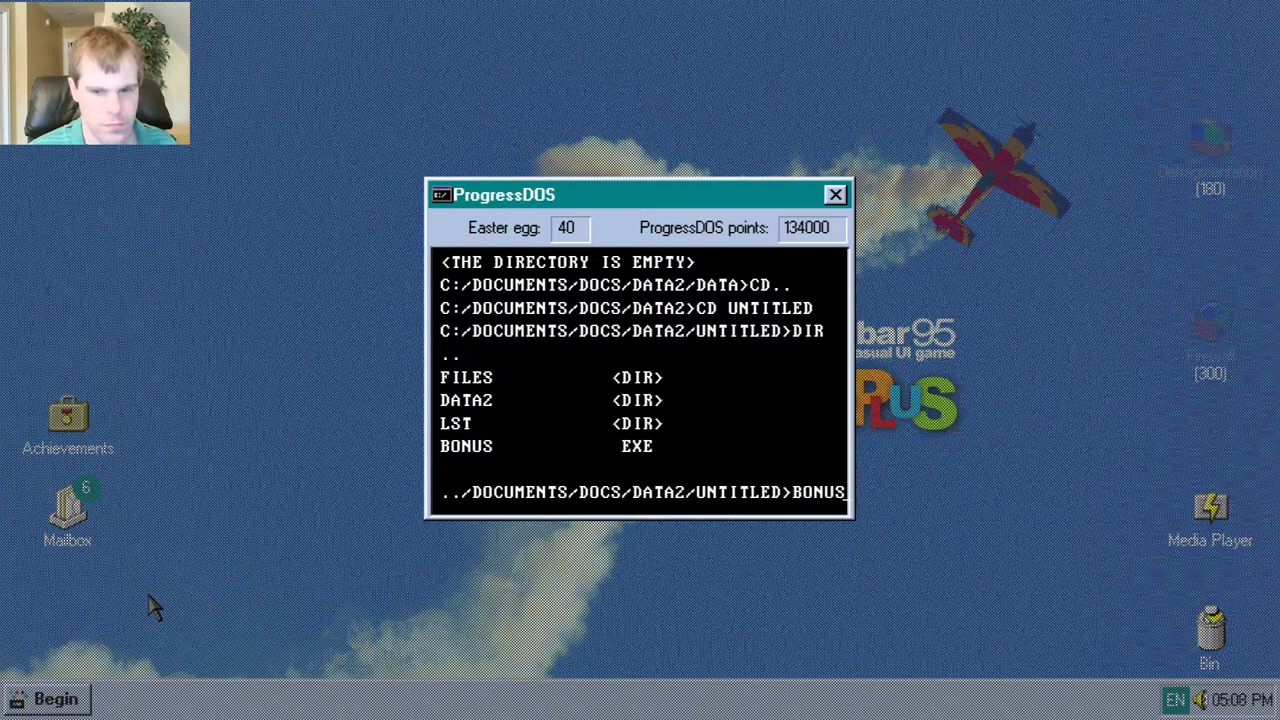 ProgressDOS
Easter egg: 40 ProgressDOS points: 134000
<THE DIRECTORY IS EMPTY>
C:/DOCUMENTS/DOCS/DATA2/DATA>CD..
C:/DOCUMENTS/DOCS/DATA2>CD UNTITLED
C:/DOCUMENTS/DOCS/DATA2/UNTITLED>DIR
..
FILES <DIR>
DATA2 <DIR>
LST <DIR>
BONUS EXE
../DOCUMENTS/DOCS/DATA2/UNTITLED>BONUS_
bar95
asual UI game
PLUS
[180]
[300]
Achievements
6
Mailbox
Media Player
Bin
Begin
EN 05:08 PM